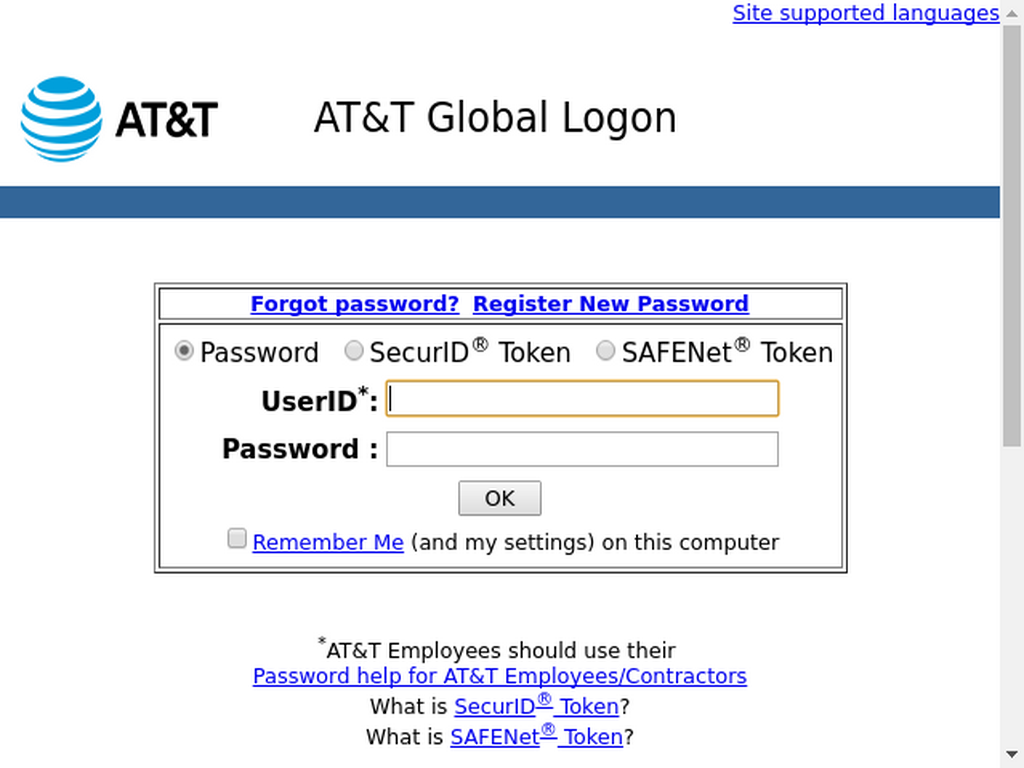 Site supported languages
AT&T
AT&T Global Logon
Forgot password? Register New Password
Password SecurID® Token SAFENet® Token
UserID*:
Password :
OK
Remember Me (and my settings) on this computer
*AT&T Employees should use their
Password help for AT&T Employees/Contractors
What is SecurID® Token?
What is SAFENet® Token?